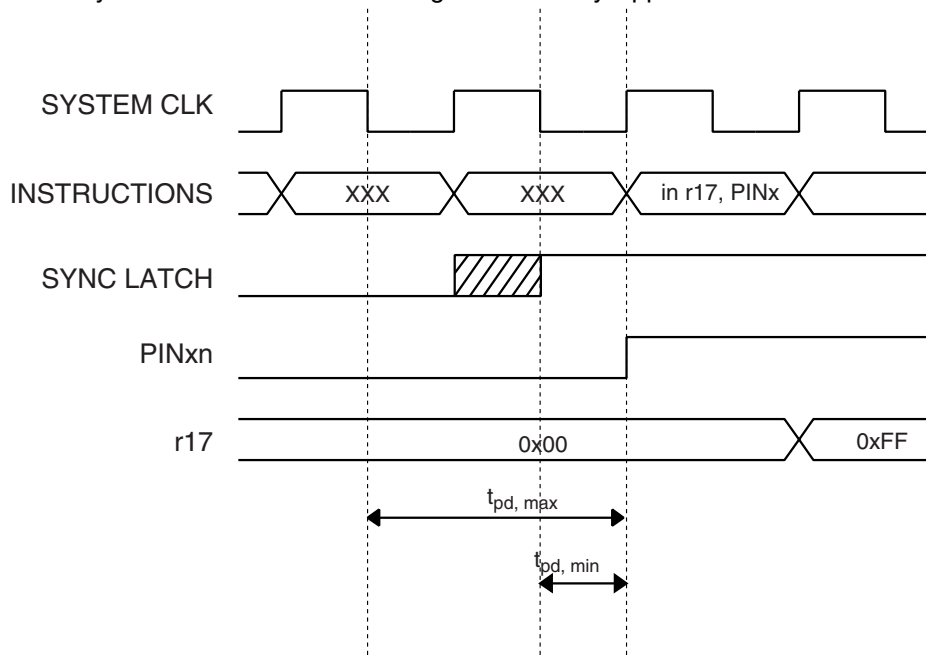 SYSTEM CLK
INSTRUCTIONS XXX XXX in r17, PINx
SYNC LATCH
PINxn
r17 0x00 0xFF
tpd, max
tpd, min